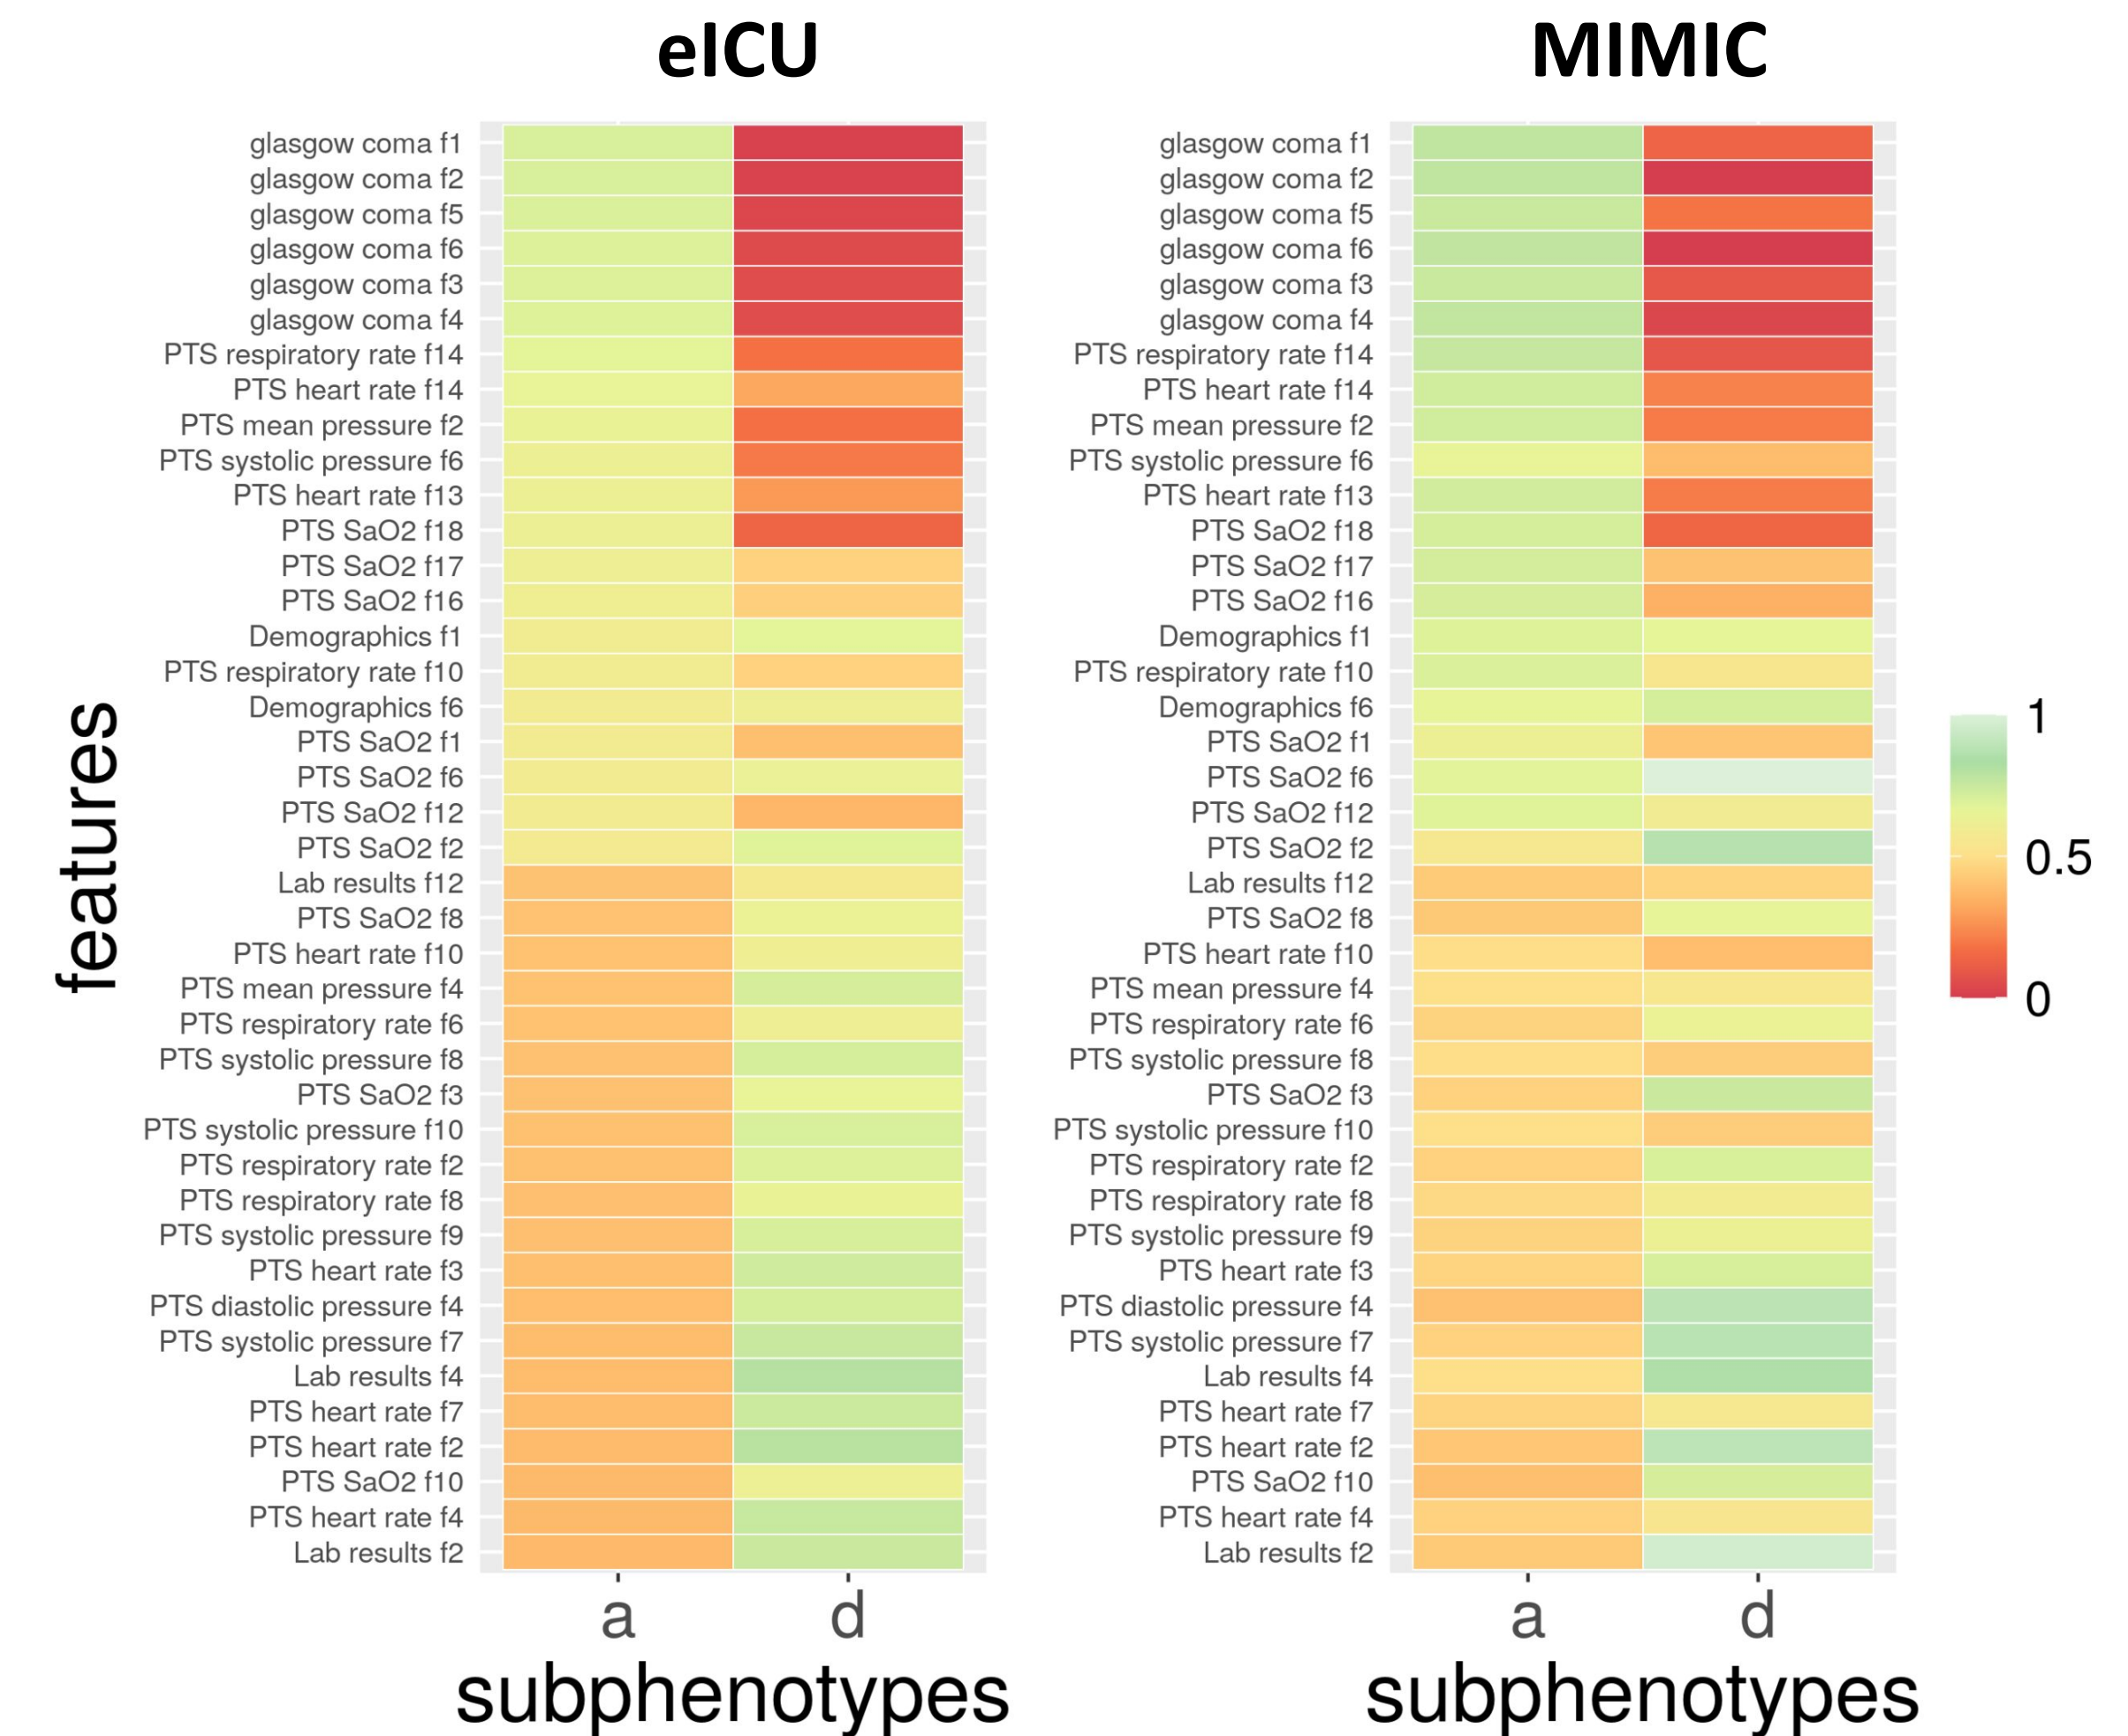 eICU
MIMIC
features
glasgow coma f1
glasgow coma f2
glasgow coma f5
glasgow coma f6
glasgow coma f3
glasgow coma f4
PTS respiratory rate f14
PTS heart rate f14
PTS mean pressure f2
PTS systolic pressure f6
PTS heart rate f13
PTS SaO2 f18
PTS SaO2 f17
PTS SaO2 f16
Demographics f1
PTS respiratory rate f10
Demographics f6
PTS SaO2 f1
PTS SaO2 f6
PTS SaO2 f12
PTS SaO2 f2
Lab results f12
PTS SaO2 f8
PTS heart rate f10
PTS mean pressure f4
PTS respiratory rate f6
PTS systolic pressure f8
PTS SaO2 f3
PTS systolic pressure f10
PTS respiratory rate f2
PTS respiratory rate f8
PTS systolic pressure f9
PTS heart rate f3
PTS diastolic pressure f4
PTS systolic pressure f7
Lab results f4
PTS heart rate f7
PTS heart rate f2
PTS SaO2 f10
PTS heart rate f4
Lab results f2
a
d
subphenotypes
glasgow coma f1
glasgow coma f2
glasgow coma f5
glasgow coma f6
glasgow coma f3
glasgow coma f4
PTS respiratory rate f14
PTS heart rate f14
PTS mean pressure f2
PTS systolic pressure f6
PTS heart rate f13
PTS SaO2 f18
PTS SaO2 f17
PTS SaO2 f16
Demographics f1
PTS respiratory rate f10
Demographics f6
PTS SaO2 f1
PTS SaO2 f6
PTS SaO2 f12
PTS SaO2 f2
Lab results f12
PTS SaO2 f8
PTS heart rate f10
PTS mean pressure f4
PTS respiratory rate f6
PTS systolic pressure f8
PTS SaO2 f3
PTS systolic pressure f10
PTS respiratory rate f2
PTS respiratory rate f8
PTS systolic pressure f9
PTS heart rate f3
PTS diastolic pressure f4
PTS systolic pressure f7
Lab results f4
PTS heart rate f7
PTS heart rate f2
PTS SaO2 f10
PTS heart rate f4
Lab results f2
a
d
subphenotypes
1
0.5
0